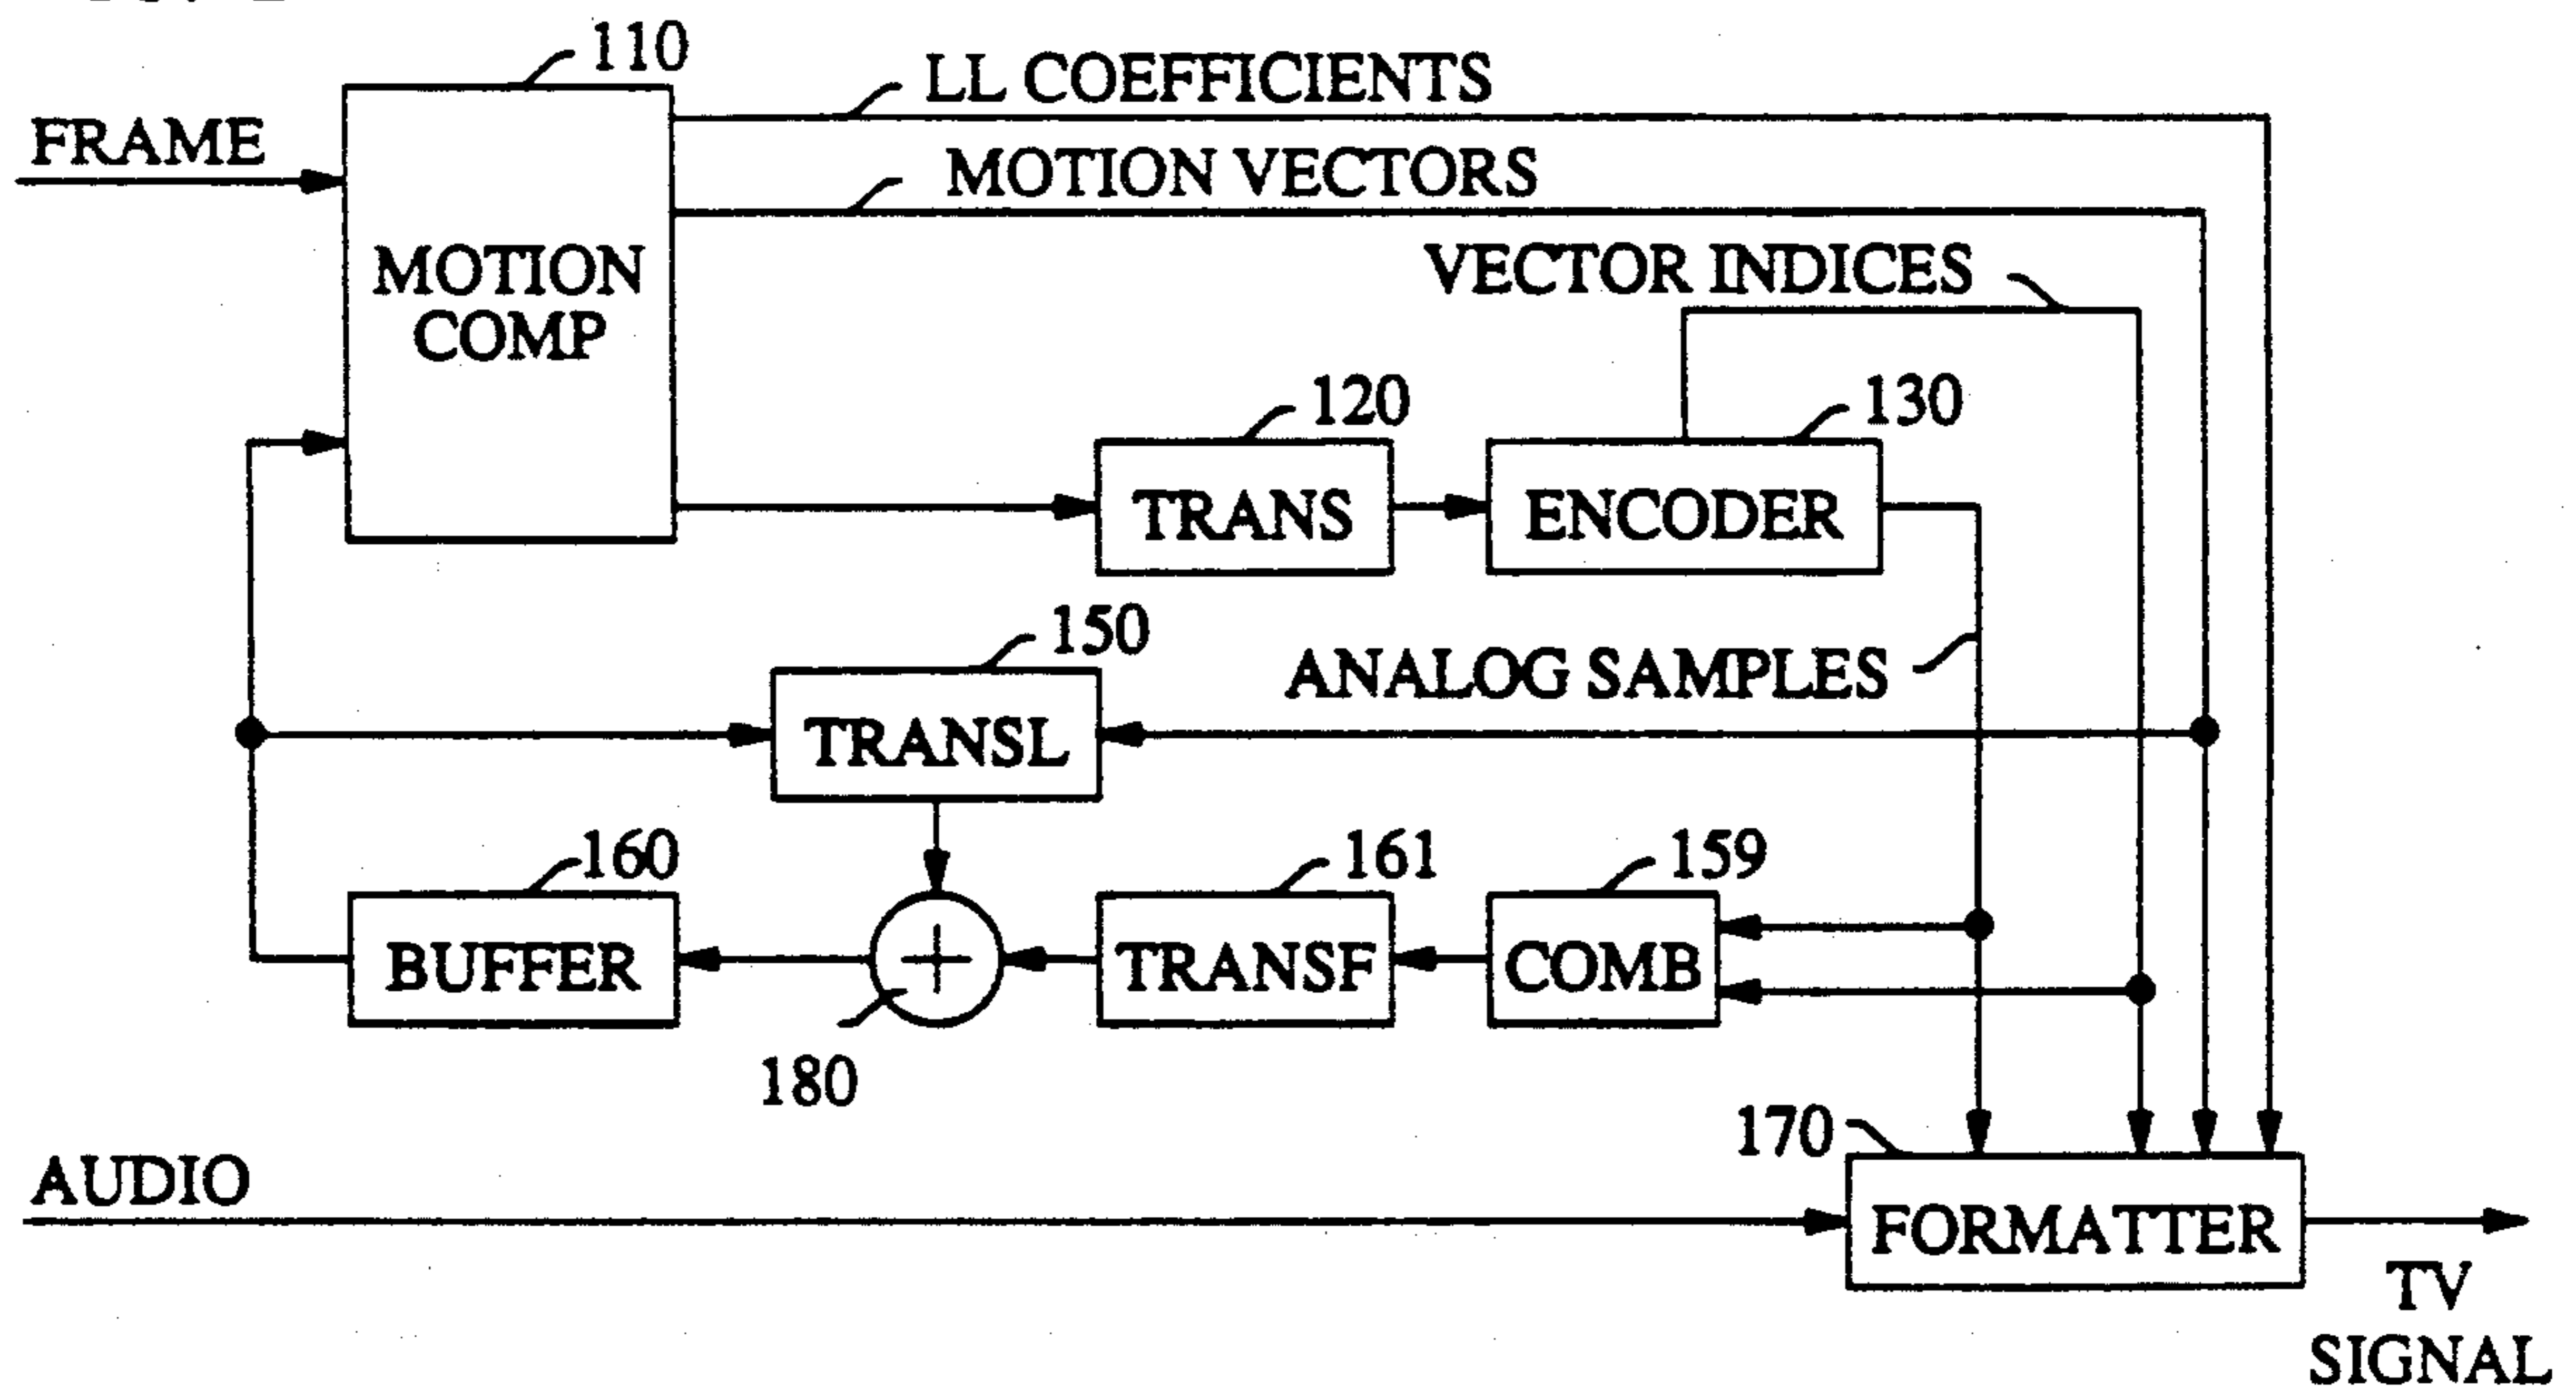 110
LL COEFFICIENTS
FRAME
MOTION VECTORS
MOTION
COMP
VECTOR INDICES
120
130
TRANS
ENCODER
150
ANALOG SAMPLES
TRANSL
160
161
159
BUFFER
+
TRANSF
COMB
180
170
AUDIO
FORMATTER
TV
SIGNAL